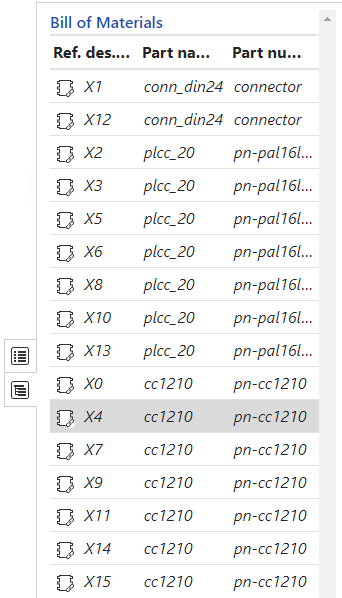 Bill of Materials
Ref. des.... Part na... Part nu...
X1 conn_din24 connector
X12 conn_din24 connector
X2 plcc_20 pn-pal16l...
X3 plcc_20 pn-pal16l...
X5 plcc_20 pn-pal16l...
X6 plcc_20 pn-pal16l...
X8 plcc_20 pn-pal16l...
X10 plcc_20 pn-pal16l...
X13 plcc_20 pn-pal16l...
X0 cc1210 pn-cc1210
X4 cc1210 pn-cc1210
X7 cc1210 pn-cc1210
X9 cc1210 pn-cc1210
X11 cc1210 pn-cc1210
X14 cc1210 pn-cc1210
X15 cc1210 pn-cc1210